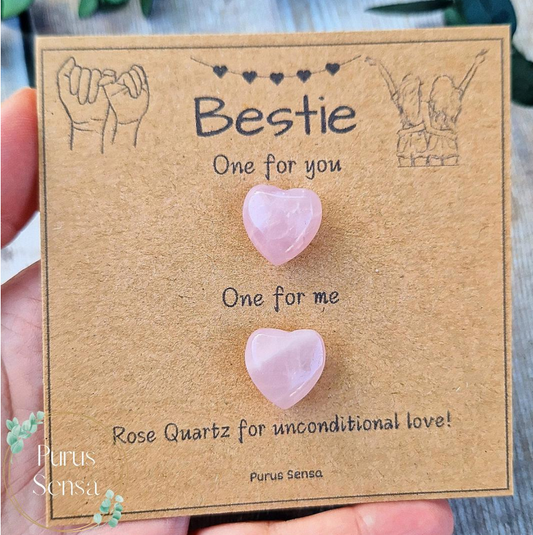 Bestie
One for you
One for me
Rose Quartz for unconditional love!
Purus Sensa
Purus
Sensa